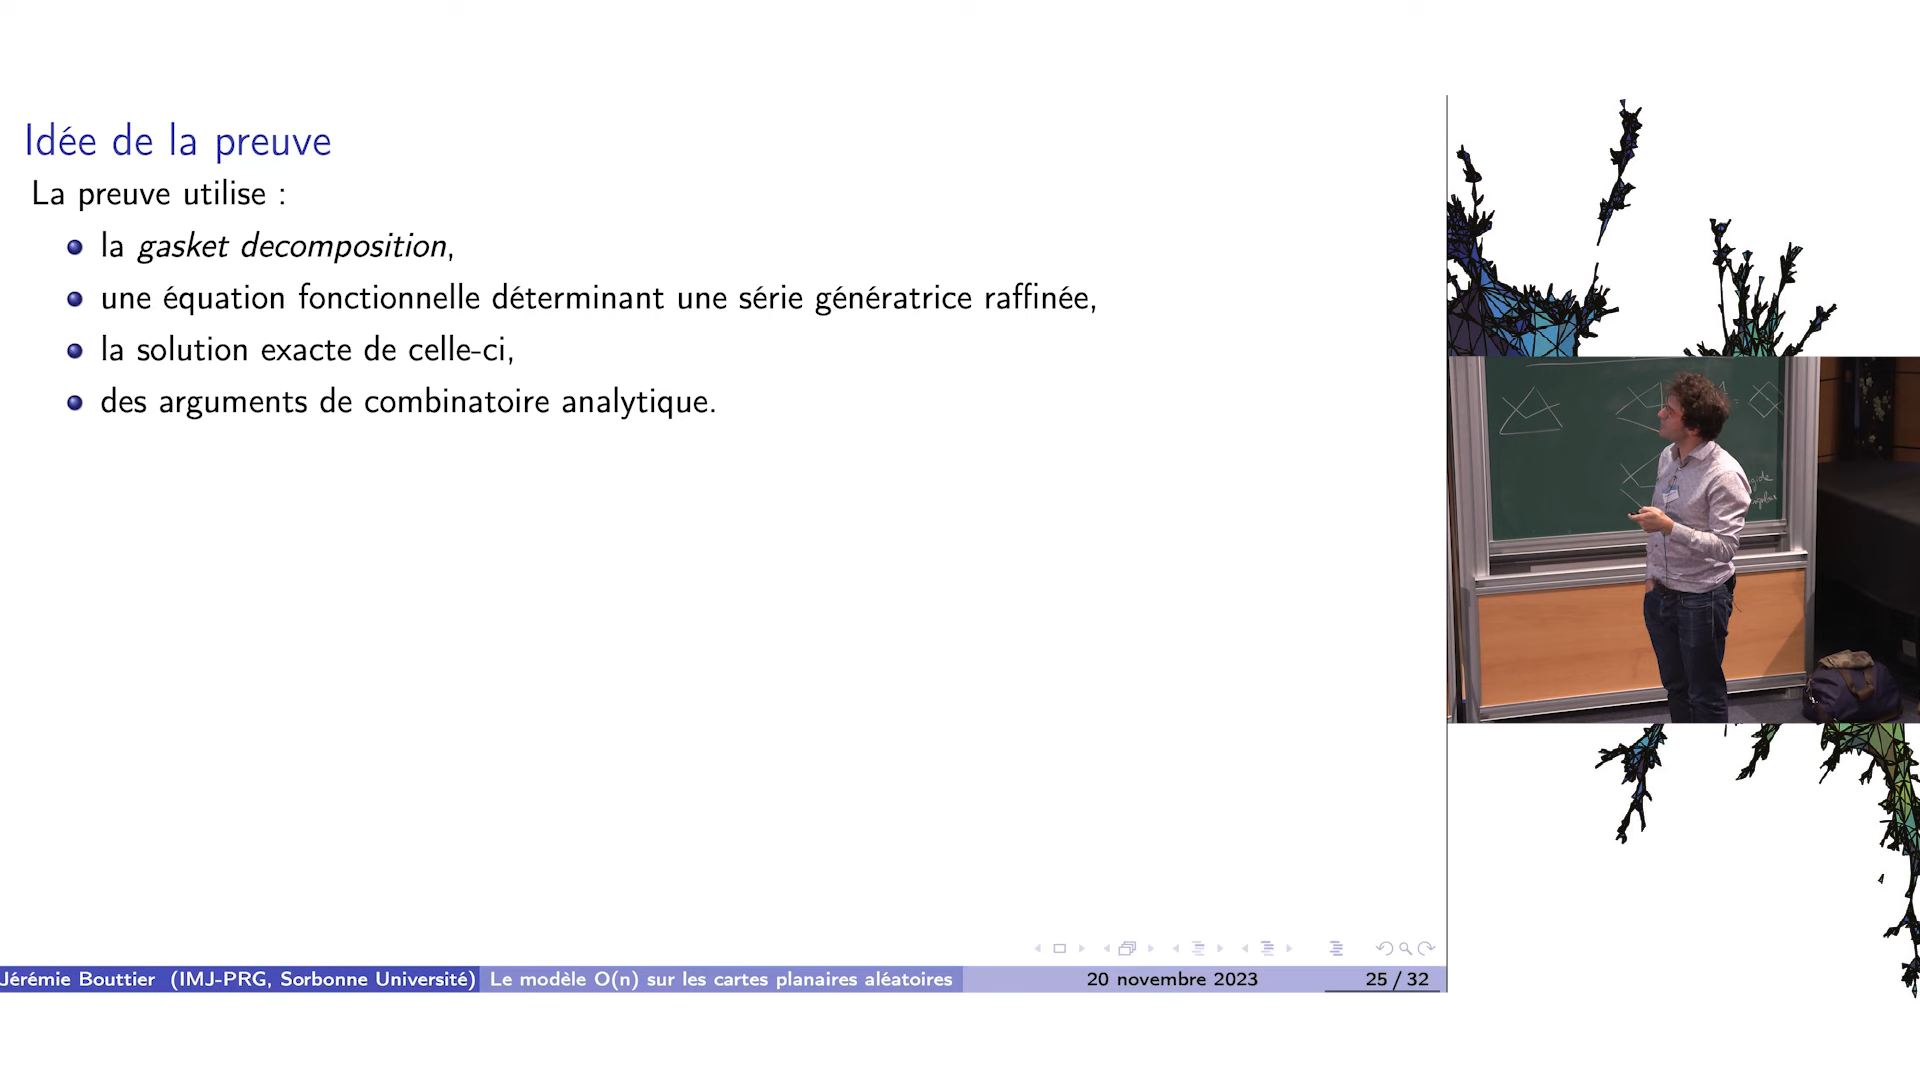 Idée de la preuve
La preuve utilise :
la gasket decomposition,
une équation fonctionnelle déterminant une série génératrice raffinée,
la solution exacte de celle-ci,
des arguments de combinatoire analytique.
Jérémie Bouttier (IMJ-PRG, Sorbonne Université) Le modèle O(n) sur les cartes planaires aléatoires 20 novembre 2023 25 / 32